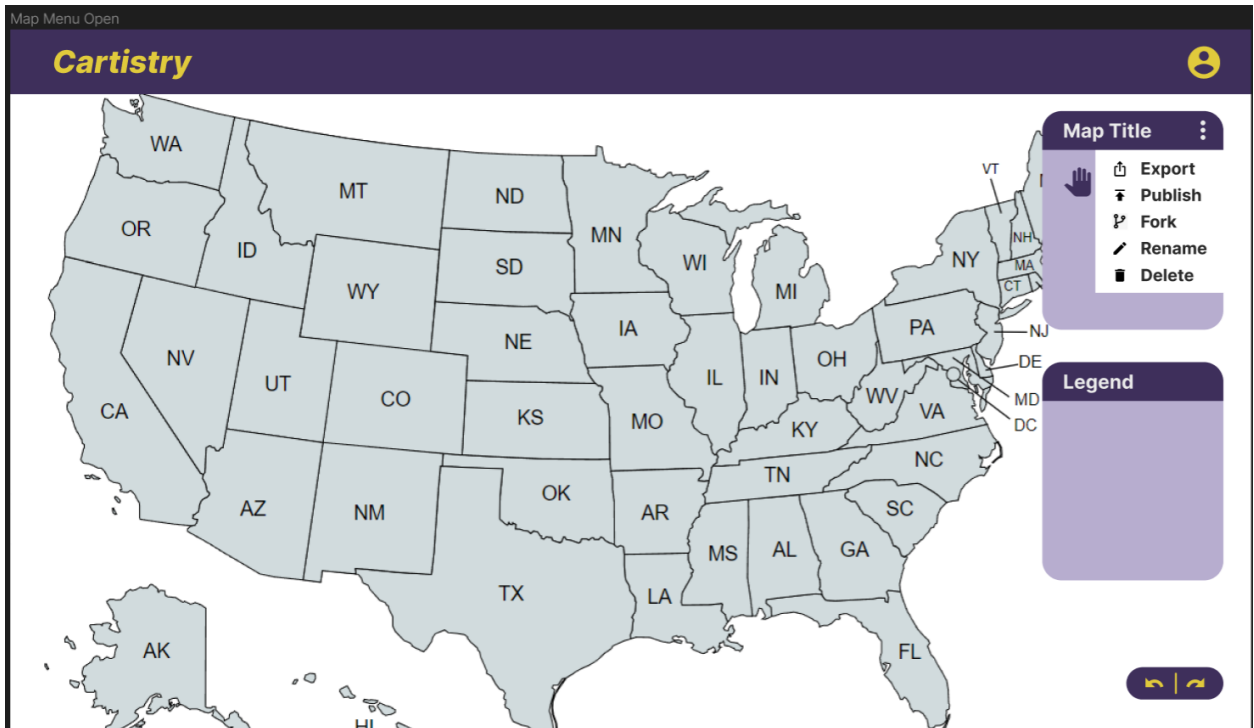 Map Menu Open
Cartistry
Map Title
Export
Publish
Fork
Rename
Delete
Legend
WA
MT
ND
MN
VT
OR
ID
SD
WI
NY
NH
MA
WY
MI
CT
NE
IA
PA
NJ
NV
UT
CO
IL
IN
OH
DE
CA
KS
MO
WV
VA
MD
KY
DC
TN
NC
AZ
NM
OK
AR
SC
MS
AL
GA
TX
LA
AK
FL
HI